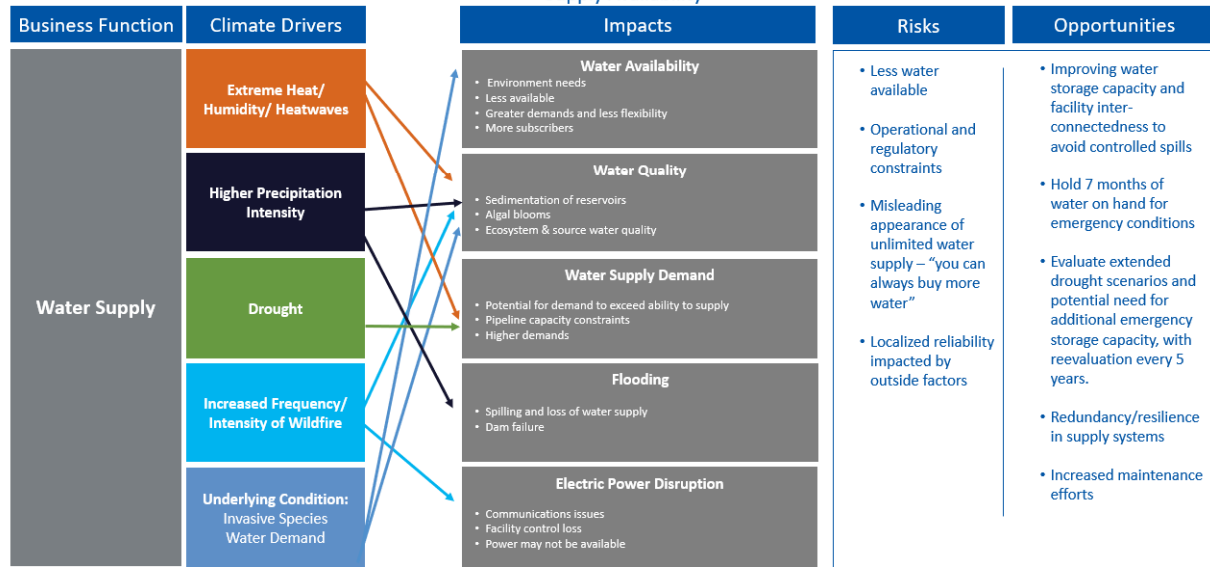 Business Function
Climate Drivers
Impacts
Risks
Opportunities
Water Supply
Extreme Heat/
Humidity/ Heatwaves
Higher Precipitation
Intensity
Drought
Increased Frequency/
Intensity of Wildfire
Underlying Condition:
Invasive Species
Water Demand
Water Availability
• Environment needs
• Less available
• Greater demands and less flexibility
• More subscribers
Water Quality
• Sedimentation of reservoirs
• Algal blooms
• Ecosystem & source water quality
Water Supply Demand
• Potential for demand to exceed ability to supply
• Pipeline capacity constraints
• Higher demands
Flooding
• Spilling and loss of water supply
• Dam failure
Electric Power Disruption
• Communications issues
• Facility control loss
• Power may not be available
• Less water
available
• Operational and
regulatory
constraints
• Misleading
appearance of
unlimited water
supply – “you can
always buy more
water”
• Localized reliability
impacted by
outside factors
• Improving water
storage capacity and
facility inter-
connectedness to
avoid controlled spills
• Hold 7 months of
water on hand for
emergency conditions
• Evaluate extended
drought scenarios and
potential need for
additional emergency
storage capacity, with
reevaluation every 5
years.
• Redundancy/resilience
in supply systems
• Increased maintenance
efforts